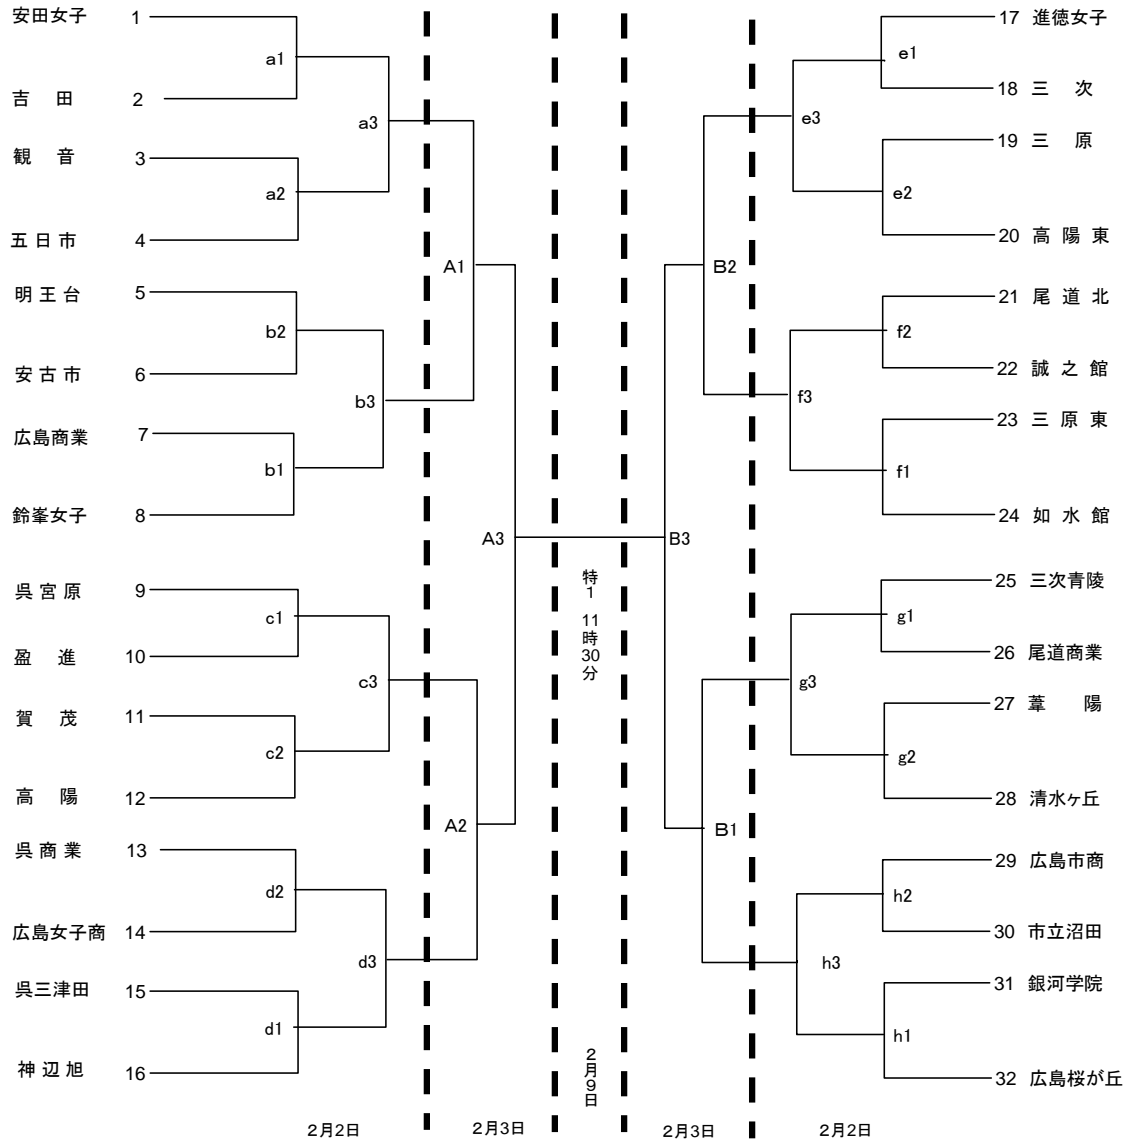 安田女子 1
a1
吉 田 2
a3
観 音 3
a2
五日市 4
A1
明王台 5
b2
安古市 6
b3
広島商業 7
b1
鈴峯女子 8
A3
呉宮原 9
c1
盈 進 10
c3
賀 茂 11
c2
高 陽 12
A2
呉商業 13
d2
広島女子商 14
d3
呉三津田 15
d1
神辺旭 16
特1 11時30分
2月9日
17 進徳女子
e1
18 三 次
e3
19 三 原
e2
20 高陽東
B2
21 尾道北
f2
22 誠之館
f3
23 三原東
f1
24 如水館
B3
25 三次青陵
g1
26 尾道商業
g3
27 葦 陽
g2
28 清水ヶ丘
B1
29 広島市商
h2
30 市立沼田
h3
31 銀河学院
h1
32 広島桜が丘
2月2日
2月3日
2月3日
2月2日